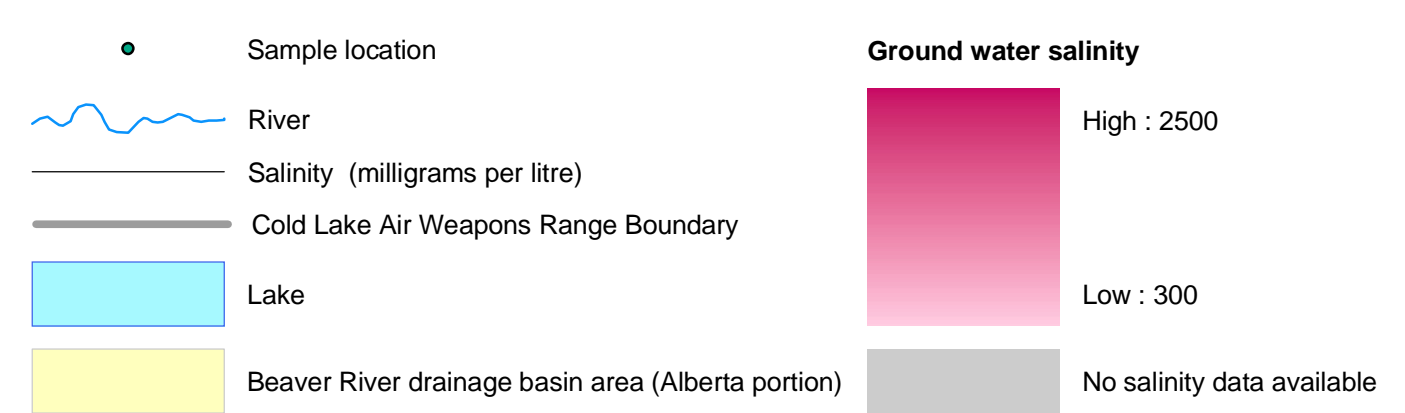 Sample location
River
Salinity (milligrams per litre)
Cold Lake Air Weapons Range Boundary
Lake
Beaver River drainage basin area (Alberta portion)
Ground water salinity
High : 2500
Low : 300
No salinity data available